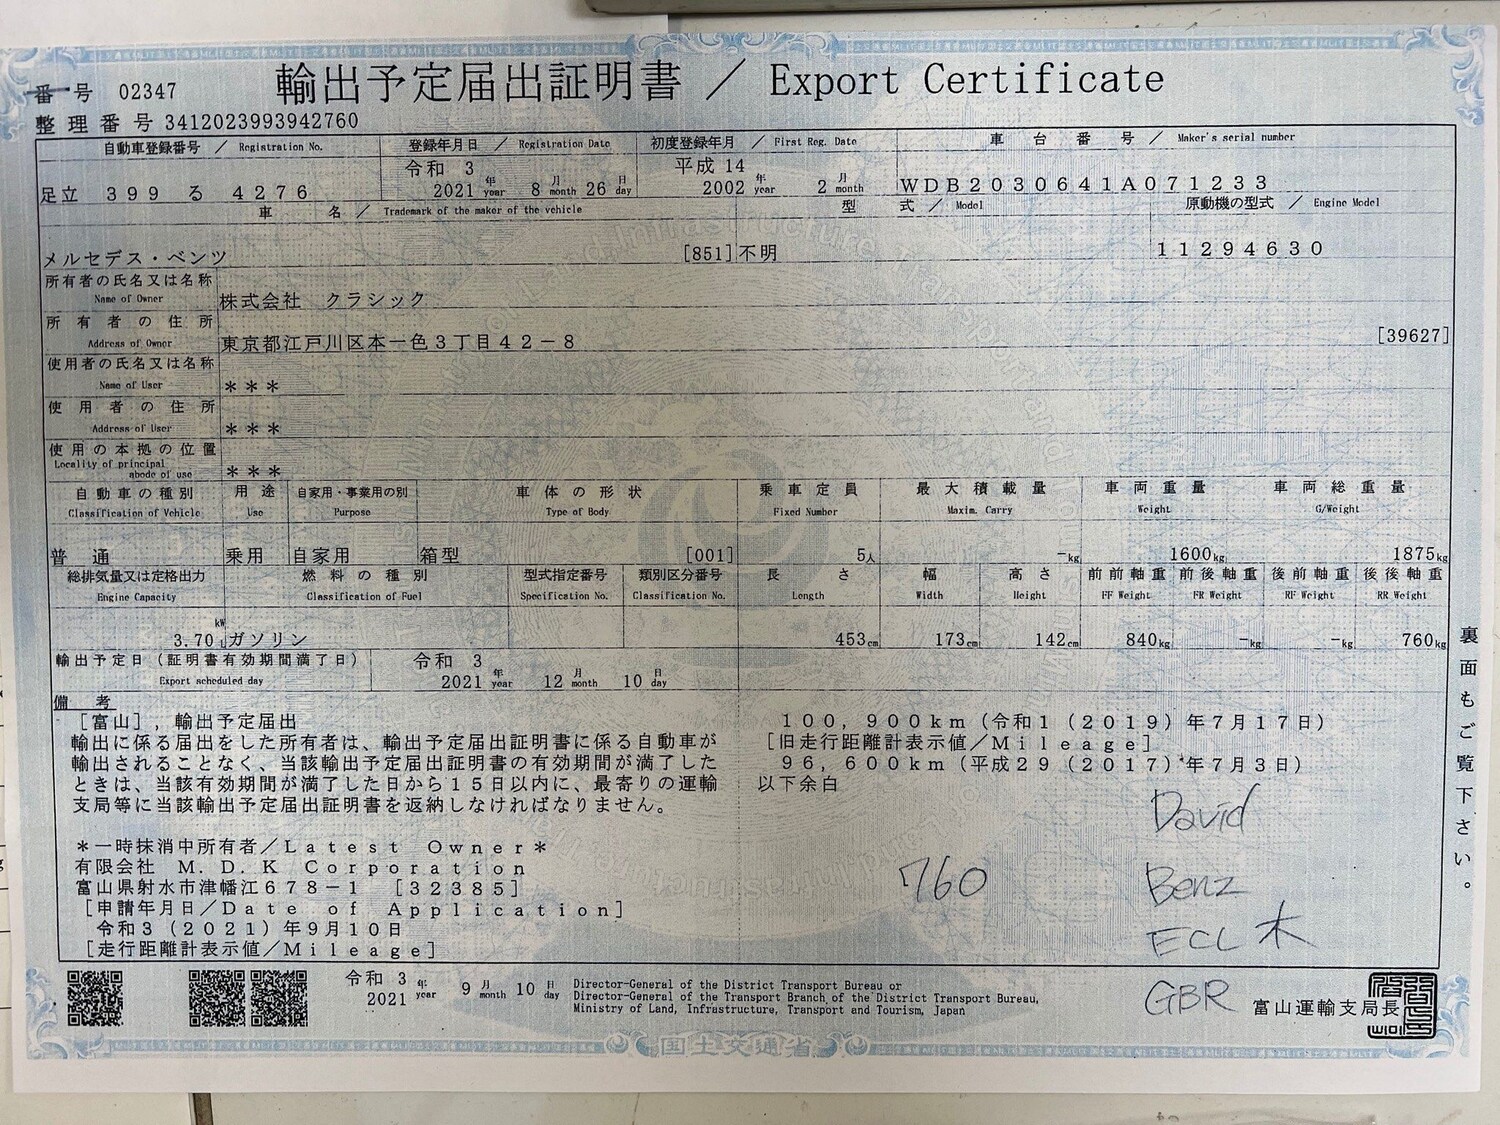 番号 02347
輸出予定届出証明書 / Export Certificate
整理番号 3412023993942760
自動車登録番号 / Registration No.
登録年月日 / Registration Date
初度登録年月 / First Reg. Date
車台番号 / Maker's serial number
足立 399 る 4276
令和 3
2021 年 year 8 月 month 26 日 day
平成 14
2002 年 year 2 月 month
WDB2030641A071233
車名 / Trademark of the maker of the vehicle
型式 / Model
原動機の型式 / Engine Model
メルセデス・ベンツ [851]
不明
11294630
所有者の氏名又は名称
Name of Owner
株式会社 クラシック
所有者の住所
Address of Owner
東京都江戸川区本一色3丁目42-8 [39627]
使用者の氏名又は名称
Name of User
***
使用者の住所
Address of User
***
使用の本拠の位置
Locality of principal
abode of use
***
自動車の種別 用途 自家用・事業用の別 車体の形状 乗車定員 最大積載量 車両重量 車両総重量
Classification of Vehicle Use Purpose Type of Body Fixed Number Maxim. Carry Weight G/Weight
普通 乗用 自家用 箱型 [001] 5人 -kg 1600kg 1875kg
総排気量又は定格出力 燃料の種別 型式指定番号 類別区分番号 長さ 幅 高さ 前前軸重 前後軸重 後前軸重 後後軸重
Engine Capacity Classification of Fuel Specification No. Classification No. Length Width Height FF Weight FR Weight RF Weight RR Weight
kW
3.70 L ガソリン 453cm 173cm 142cm 840kg -kg -kg 760kg
輸出予定日(証明書有効期間満了日)
Export scheduled day
令和 3
2021 年 year 12 月 month 10 日 day
備考
[富山], 輸出予定届出
輸出に係る届出をした所有者は、輸出予定届出証明書に係る自動車が
輸出されることなく、当該輸出予定届出証明書の有効期間が満了した
ときは、当該有効期間が満了した日から15日以内に、最寄りの運輸
支局等に当該輸出予定届出証明書を返納しなければなりません。
*一時抹消中所有者/Latest Owner*
有限会社 M. D. K Corporation
富山県射水市津幡江678-1 [32385]
[申請年月日/Date of Application]
令和3(2021)年9月10日
[走行距離計表示値/Mileage]
100, 900km(令和1(2019)年7月17日)
[旧走行距離計表示値/Mileage]
96, 600km(平成29(2017)年7月3日)
以下余白
David
760
Benz
ECL 木
GBR
裏面もご覧下さい。
令和 3
2021 年 year 9 月 month 10 日 day
Director-General of the District Transport Bureau or
Director-General of the Transport Branch of the District Transport Bureau,
Ministry of Land, Infrastructure, Transport and Tourism, Japan
富山運輸支局長
国土交通省